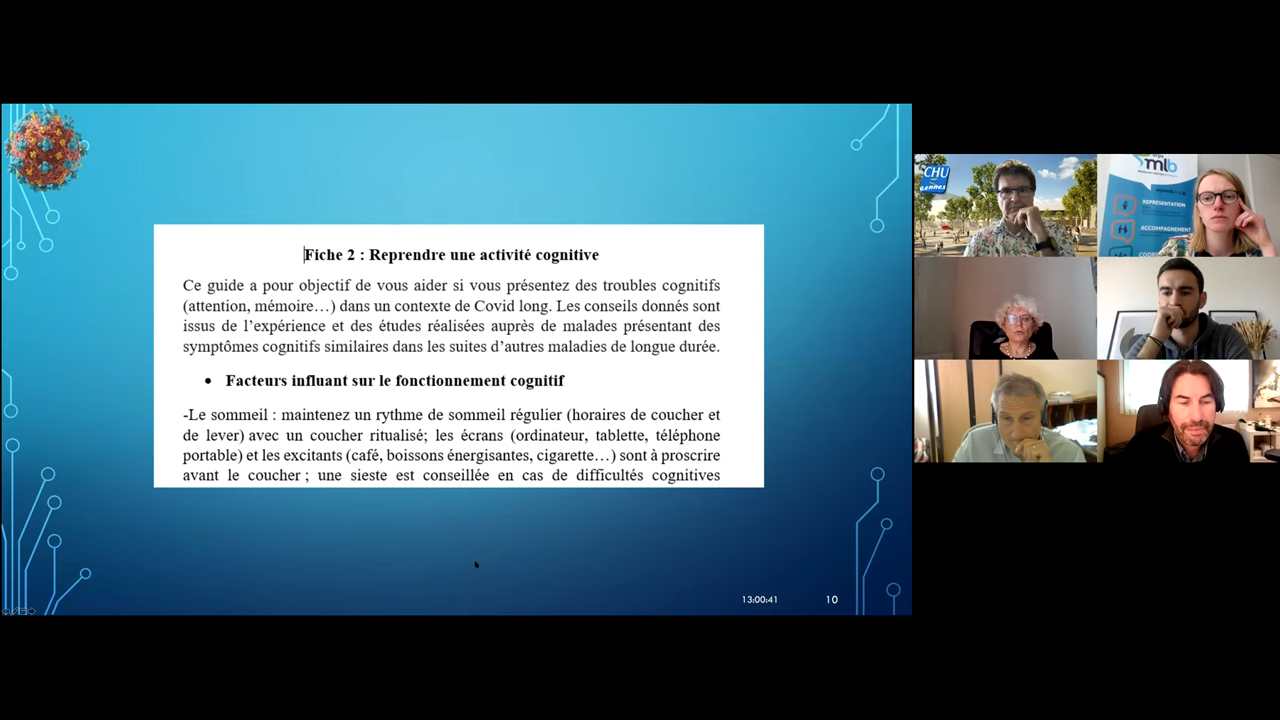 Fiche 2 : Reprendre une activité cognitive
Ce guide a pour objectif de vous aider si vous présentez des troubles cognitifs
(attention, mémoire…) dans un contexte de Covid long. Les conseils donnés sont
issus de l’expérience et des études réalisées auprès de malades présentant des
symptômes cognitifs similaires dans les suites d’autres maladies de longue durée.
• Facteurs influant sur le fonctionnement cognitif
-Le sommeil : maintenez un rythme de sommeil régulier (horaires de coucher et
de lever) avec un coucher ritualisé; les écrans (ordinateur, tablette, téléphone
portable) et les excitants (café, boissons énergisantes, cigarette…) sont à proscrire
avant le coucher ; une sieste est conseillée en cas de difficultés cognitives
13:00:41
10
CHU
Rennes
mlb
REPRÉSENTATION
ACCOMPAGNEMENT